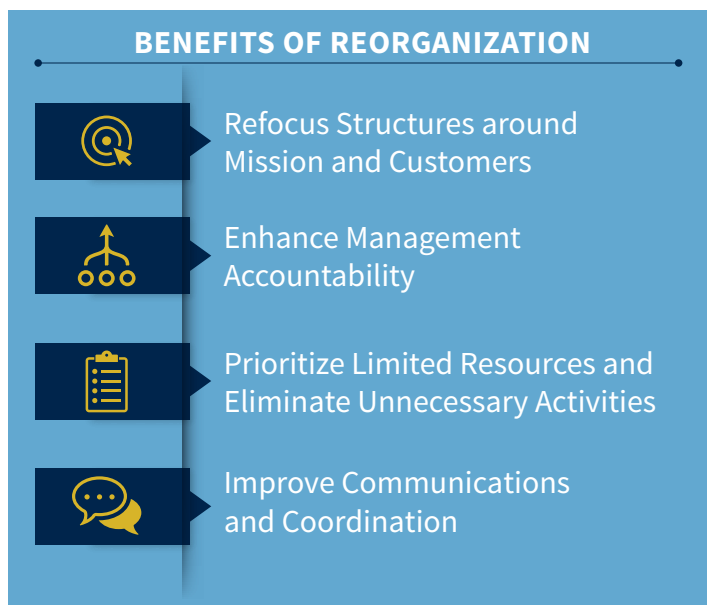 BENEFITS OF REORGANIZATION
Refocus Structures around
Mission and Customers
Enhance Management
Accountability
Prioritize Limited Resources and
Eliminate Unnecessary Activities
Improve Communications
and Coordination